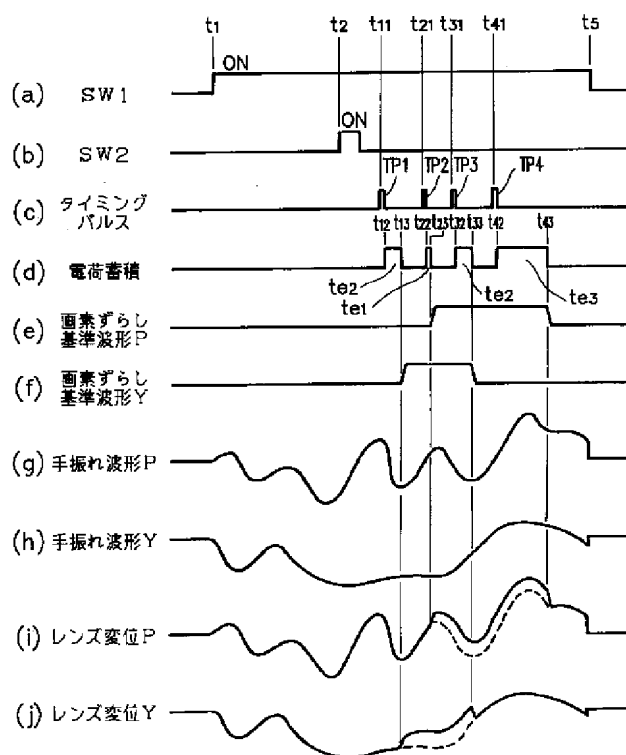 t1 t2 t11 t21 t31 t41 t5
(a) SW1 ON
(b) SW2 ON
(c) タイミング
パルス
TP1 TP2 TP3 TP4
t12 t13 t22 t23 t32 t33 t42 t43
(d) 電荷蓄積
te2 te1 te2 te3
(e) 画素ずらし
基準波形P
(f) 画素ずらし
基準波形Y
(g) 手振れ波形P
(h) 手振れ波形Y
(i) レンズ変位P
(j) レンズ変位Y